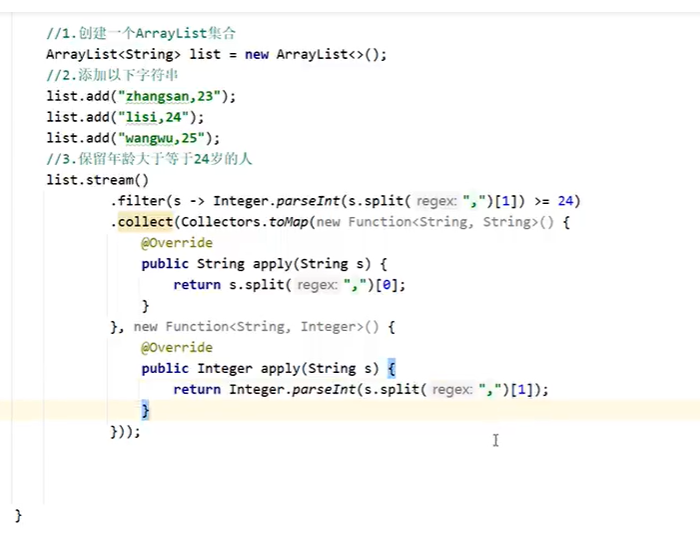 //1.创建一个ArrayList集合
ArrayList<String> list = new ArrayList<>();
//2.添加以下字符串
list.add("zhangsan,23");
list.add("lisi,24");
list.add("wangwu,25");
//3.保留年龄大于等于24岁的人
list.stream()
.filter(s -> Integer.parseInt(s.split( regex: ",")[1]) >= 24)
.collect(Collectors.toMap(new Function<String, String>() {
@Override
public String apply(String s) {
return s.split( regex: ",")[0];
}
}, new Function<String, Integer>() {
@Override
public Integer apply(String s) {
return Integer.parseInt(s.split( regex: ",")[1]);
}
}));
}